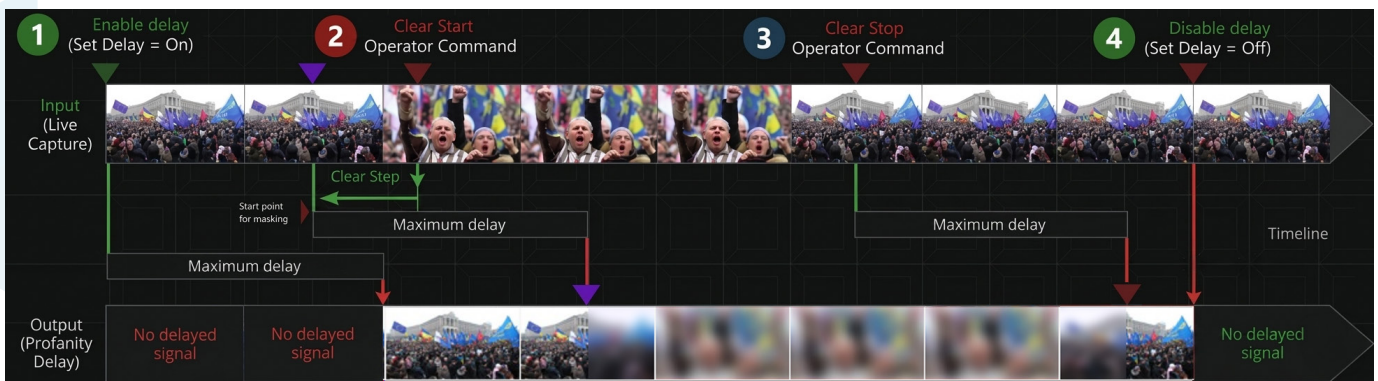 1
Enable delay
(Set Delay = On)
2
Clear Start
Operator Command
3
Clear Stop
Operator Command
4
Disable delay
(Set Delay = Off)
Input
(Live
Capture)
Clear Step
Start point
for masking
Maximum delay
Maximum delay
Timeline
Maximum delay
Output
(Profanity
Delay)
No delayed
signal
No delayed
signal
No delayed
signal